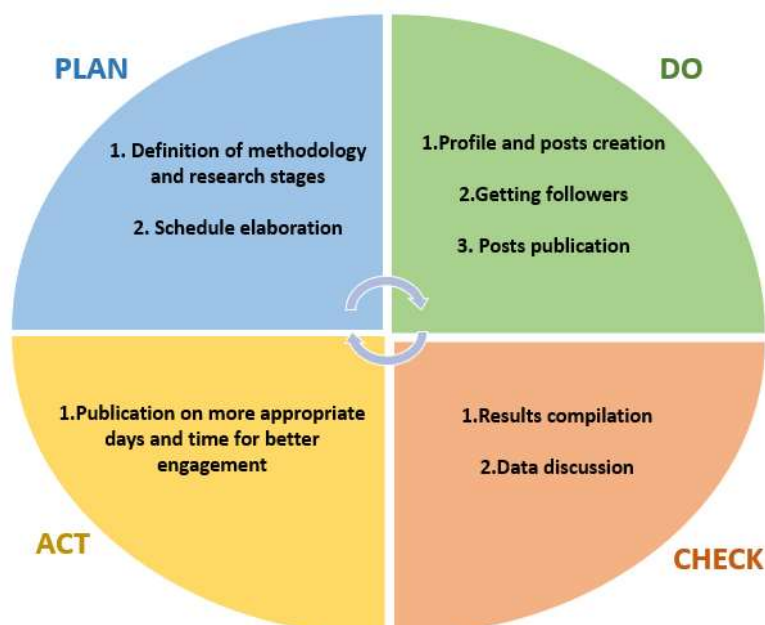 PLAN
1. Definition of methodology
and research stages
2. Schedule elaboration
DO
1.Profile and posts creation
2.Getting followers
3. Posts publication
1.Publication on more appropriate
days and time for better
engagement
ACT
1.Results compilation
2.Data discussion
CHECK